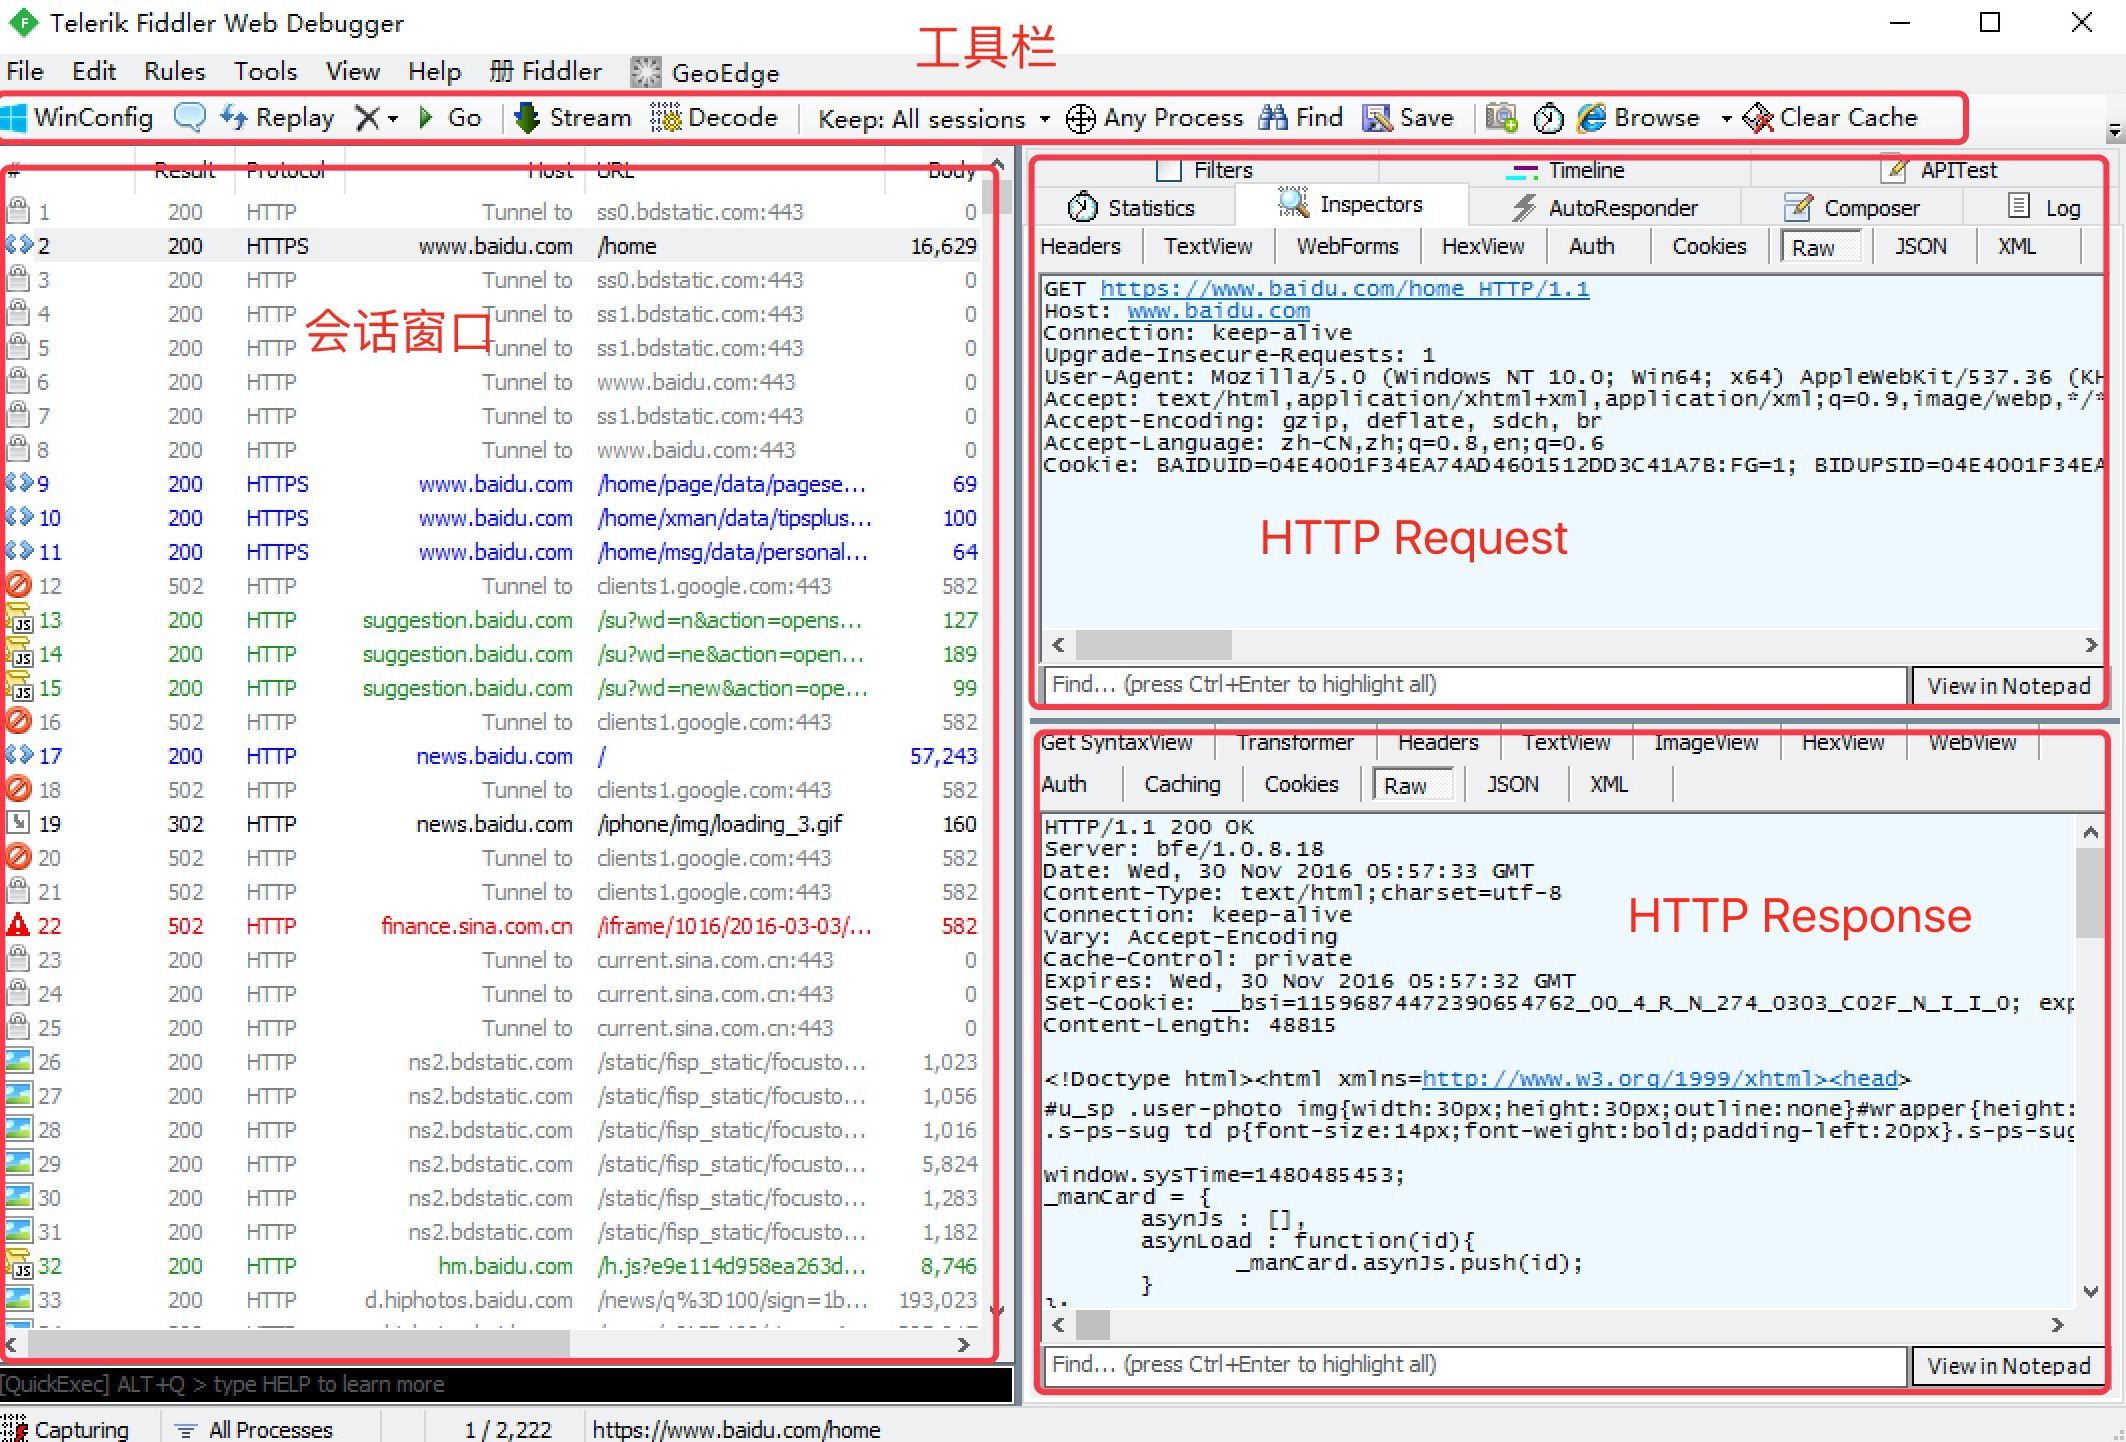 Telerik Fiddler Web Debugger
工具栏
File Edit Rules Tools View Help Fiddler GeoEdge
WinConfig Replay Go Stream Decode Keep: All sessions Any Process Find Save Browse Clear Cache
# Result Protocol Host URL Body
1 200 HTTP Tunnel to ss0.bdstatic.com:443 0
2 200 HTTPS www.baidu.com /home 16,629
3 200 HTTP Tunnel to ss0.bdstatic.com:443 0
4 200 HTTP Tunnel to ss1.bdstatic.com:443 0
会话窗口
5 200 HTTP Tunnel to ss1.bdstatic.com:443 0
6 200 HTTP Tunnel to www.baidu.com:443 0
7 200 HTTP Tunnel to ss1.bdstatic.com:443 0
8 200 HTTP Tunnel to www.baidu.com:443 0
9 200 HTTPS www.baidu.com /home/page/data/pagese... 69
10 200 HTTPS www.baidu.com /home/xman/data/tipsplus... 100
11 200 HTTPS www.baidu.com /home/msg/data/personal... 64
12 502 HTTP Tunnel to clients1.google.com:443 582
13 200 HTTP suggestion.baidu.com /su?wd=n&action=opens... 127
14 200 HTTP suggestion.baidu.com /su?wd=ne&action=open... 189
15 200 HTTP suggestion.baidu.com /su?wd=new&action=ope... 99
16 502 HTTP Tunnel to clients1.google.com:443 582
17 200 HTTP news.baidu.com / 57,243
18 502 HTTP Tunnel to clients1.google.com:443 582
19 302 HTTP news.baidu.com /iphone/img/loading_3.gif 160
20 502 HTTP Tunnel to clients1.google.com:443 582
21 502 HTTP Tunnel to clients1.google.com:443 582
22 502 HTTP finance.sina.com.cn /iframe/1016/2016-03-03/... 582
23 200 HTTP Tunnel to current.sina.com.cn:443 0
24 200 HTTP Tunnel to current.sina.com.cn:443 0
25 200 HTTP Tunnel to current.sina.com.cn:443 0
26 200 HTTP ns2.bdstatic.com /static/fisp_static/focusto... 1,023
27 200 HTTP ns2.bdstatic.com /static/fisp_static/focusto... 1,056
28 200 HTTP ns2.bdstatic.com /static/fisp_static/focusto... 1,016
29 200 HTTP ns2.bdstatic.com /static/fisp_static/focusto... 5,824
30 200 HTTP ns2.bdstatic.com /static/fisp_static/focusto... 1,283
31 200 HTTP ns2.bdstatic.com /static/fisp_static/focusto... 1,182
32 200 HTTP hm.baidu.com /h.js?e9e114d958ea263d... 8,746
33 200 HTTP d.hiphotos.baidu.com /news/q%3D100/sign=1b... 193,023
[QuickExec] ALT+Q > type HELP to learn more
Capturing All Processes 1 / 2,222 https://www.baidu.com/home
Filters Timeline APITest
Statistics Inspectors AutoResponder Composer Log
Headers TextView WebForms HexView Auth Cookies Raw JSON XML
GET https://www.baidu.com/home HTTP/1.1
Host: www.baidu.com
Connection: keep-alive
Upgrade-Insecure-Requests: 1
User-Agent: Mozilla/5.0 (Windows NT 10.0; Win64; x64) AppleWebKit/537.36 (KH
Accept: text/html,application/xhtml+xml,application/xml;q=0.9,image/webp,*/*
Accept-Encoding: gzip, deflate, sdch, br
Accept-Language: zh-CN,zh;q=0.8,en;q=0.6
Cookie: BAIDUID=04E4001F34EA74AD4601512DD3C41A7B:FG=1; BIDUPSID=04E4001F34EA
HTTP Request
Find... (press Ctrl+Enter to highlight all) View in Notepad
Get SyntaxView Transformer Headers TextView ImageView HexView WebView
Auth Caching Cookies Raw JSON XML
HTTP/1.1 200 OK
Server: bfe/1.0.8.18
Date: Wed, 30 Nov 2016 05:57:33 GMT
Content-Type: text/html;charset=utf-8
Connection: keep-alive
HTTP Response
Vary: Accept-Encoding
Cache-Control: private
Expires: Wed, 30 Nov 2016 05:57:32 GMT
Set-Cookie: __bsi=11596874472390654762_00_4_R_N_274_0303_C02F_N_I_I_0; exp
Content-Length: 48815
<!Doctype html><html xmlns=http://www.w3.org/1999/xhtml><head>
#u_sp .user-photo img{width:30px;height:30px;outline:none}#wrapper{height:
.s-ps-sug td p{font-size:14px;font-weight:bold;padding-left:20px}.s-ps-sug
window.sysTime=1480485453;
_manCard = {
asynJs : [],
asynLoad : function(id){
_manCard.asynJs.push(id);
}
Find... (press Ctrl+Enter to highlight all) View in Notepad